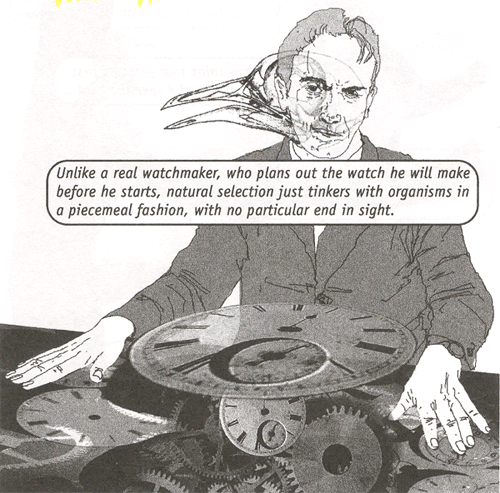 Unlike a real watchmaker, who plans out the watch he will make
before he starts, natural selection just tinkers with organisms in
a piecemeal fashion, with no particular end in sight.